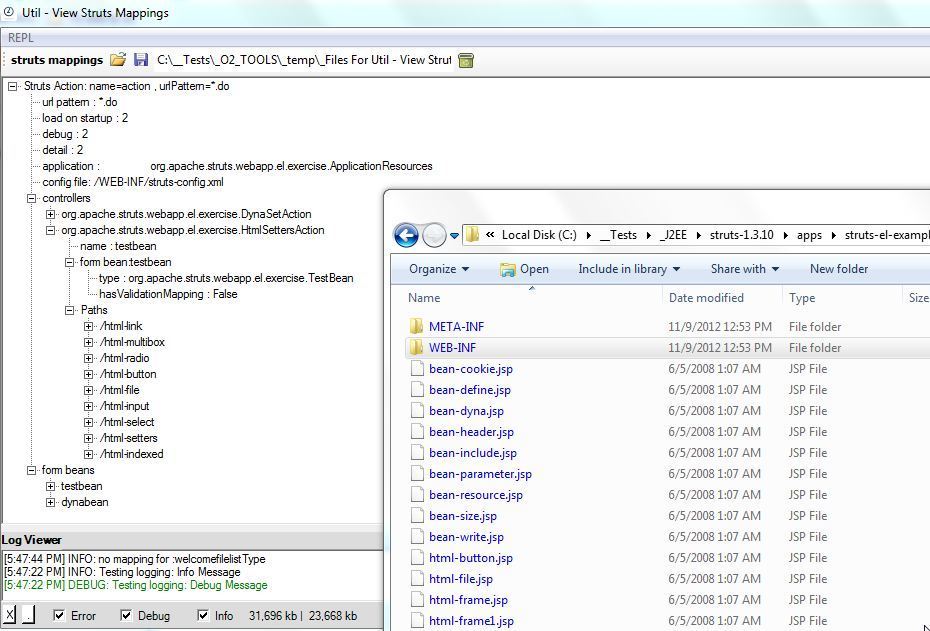 Util - View Struts Mappings
REPL
struts mappings C:\__Tests\_O2_TOOLS\_temp\_Files For Util - View Strut
Struts Action: name=action , urlPattern=*.do
url pattern : *.do
load on startup : 2
debug : 2
detail : 2
application : org.apache.struts.webapp.el.exercise.ApplicationResources
config file: /WEB-INF/struts-config.xml
controllers
org.apache.struts.webapp.el.exercise.DynaSetAction
org.apache.struts.webapp.el.exercise.HtmlSettersAction
name : testbean
form bean:testbean
type : org.apache.struts.webapp.el.exercise.TestBean
hasValidationMapping : False
Paths
/html-link
/html-multibox
/html-radio
/html-button
/html-file
/html-input
/html-select
/html-setters
/html-indexed
form beans
testbean
dynabean
Log Viewer
[5:47:44 PM] INFO: no mapping for :welcomefilelistType
[5:47:22 PM] INFO: Testing logging: Info Message
[5:47:22 PM] DEBUG: Testing logging: Debug Message
X . Error Debug Info 31,696 kb | 23,668 kb
« Local Disk (C:) __Tests _J2EE struts-1.3.10 apps struts-el-exampl
Organize Open Include in library Share with New folder
Name Date modified Type Size
META-INF 11/9/2012 12:53 PM File folder
WEB-INF 11/9/2012 12:53 PM File folder
bean-cookie.jsp 6/5/2008 1:07 AM JSP File
bean-define.jsp 6/5/2008 1:07 AM JSP File
bean-dyna.jsp 6/5/2008 1:07 AM JSP File
bean-header.jsp 6/5/2008 1:07 AM JSP File
bean-include.jsp 6/5/2008 1:07 AM JSP File
bean-parameter.jsp 6/5/2008 1:07 AM JSP File
bean-resource.jsp 6/5/2008 1:07 AM JSP File
bean-size.jsp 6/5/2008 1:07 AM JSP File
bean-write.jsp 6/5/2008 1:07 AM JSP File
html-button.jsp 6/5/2008 1:07 AM JSP File
html-file.jsp 6/5/2008 1:07 AM JSP File
html-frame.jsp 6/5/2008 1:07 AM JSP File
html-frame1.jsp 6/5/2008 1:07 AM JSP File